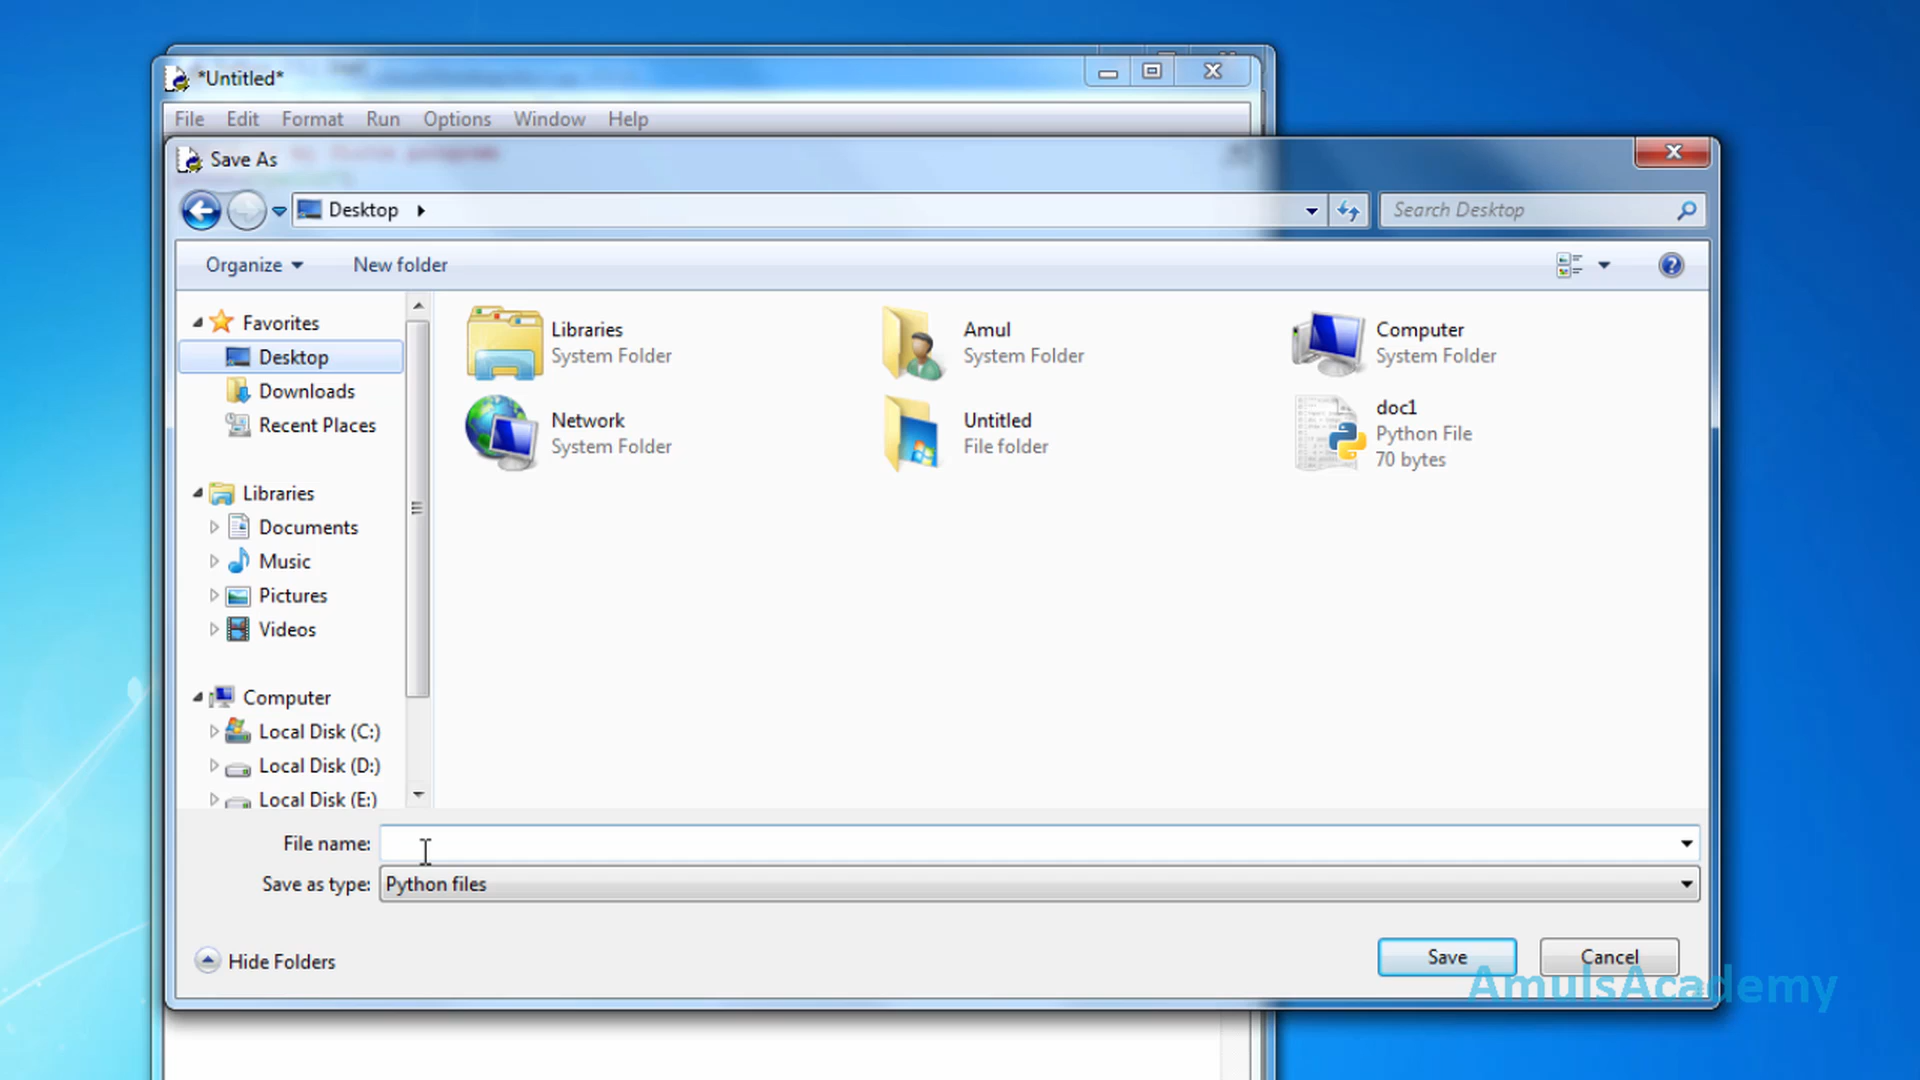 *Untitled*
File Edit Format Run Options Window Help
Save As
Desktop
Search Desktop
Organize New folder
Favorites
Desktop
Downloads
Recent Places
Libraries
Documents
Music
Pictures
Videos
Computer
Local Disk (C:)
Local Disk (D:)
Local Disk (E:)
Libraries
System Folder
Amul
System Folder
Computer
System Folder
Network
System Folder
Untitled
File folder
doc1
Python File
70 bytes
File name:
Save as type: Python files
Hide Folders
Save Cancel
AmulsAcademy